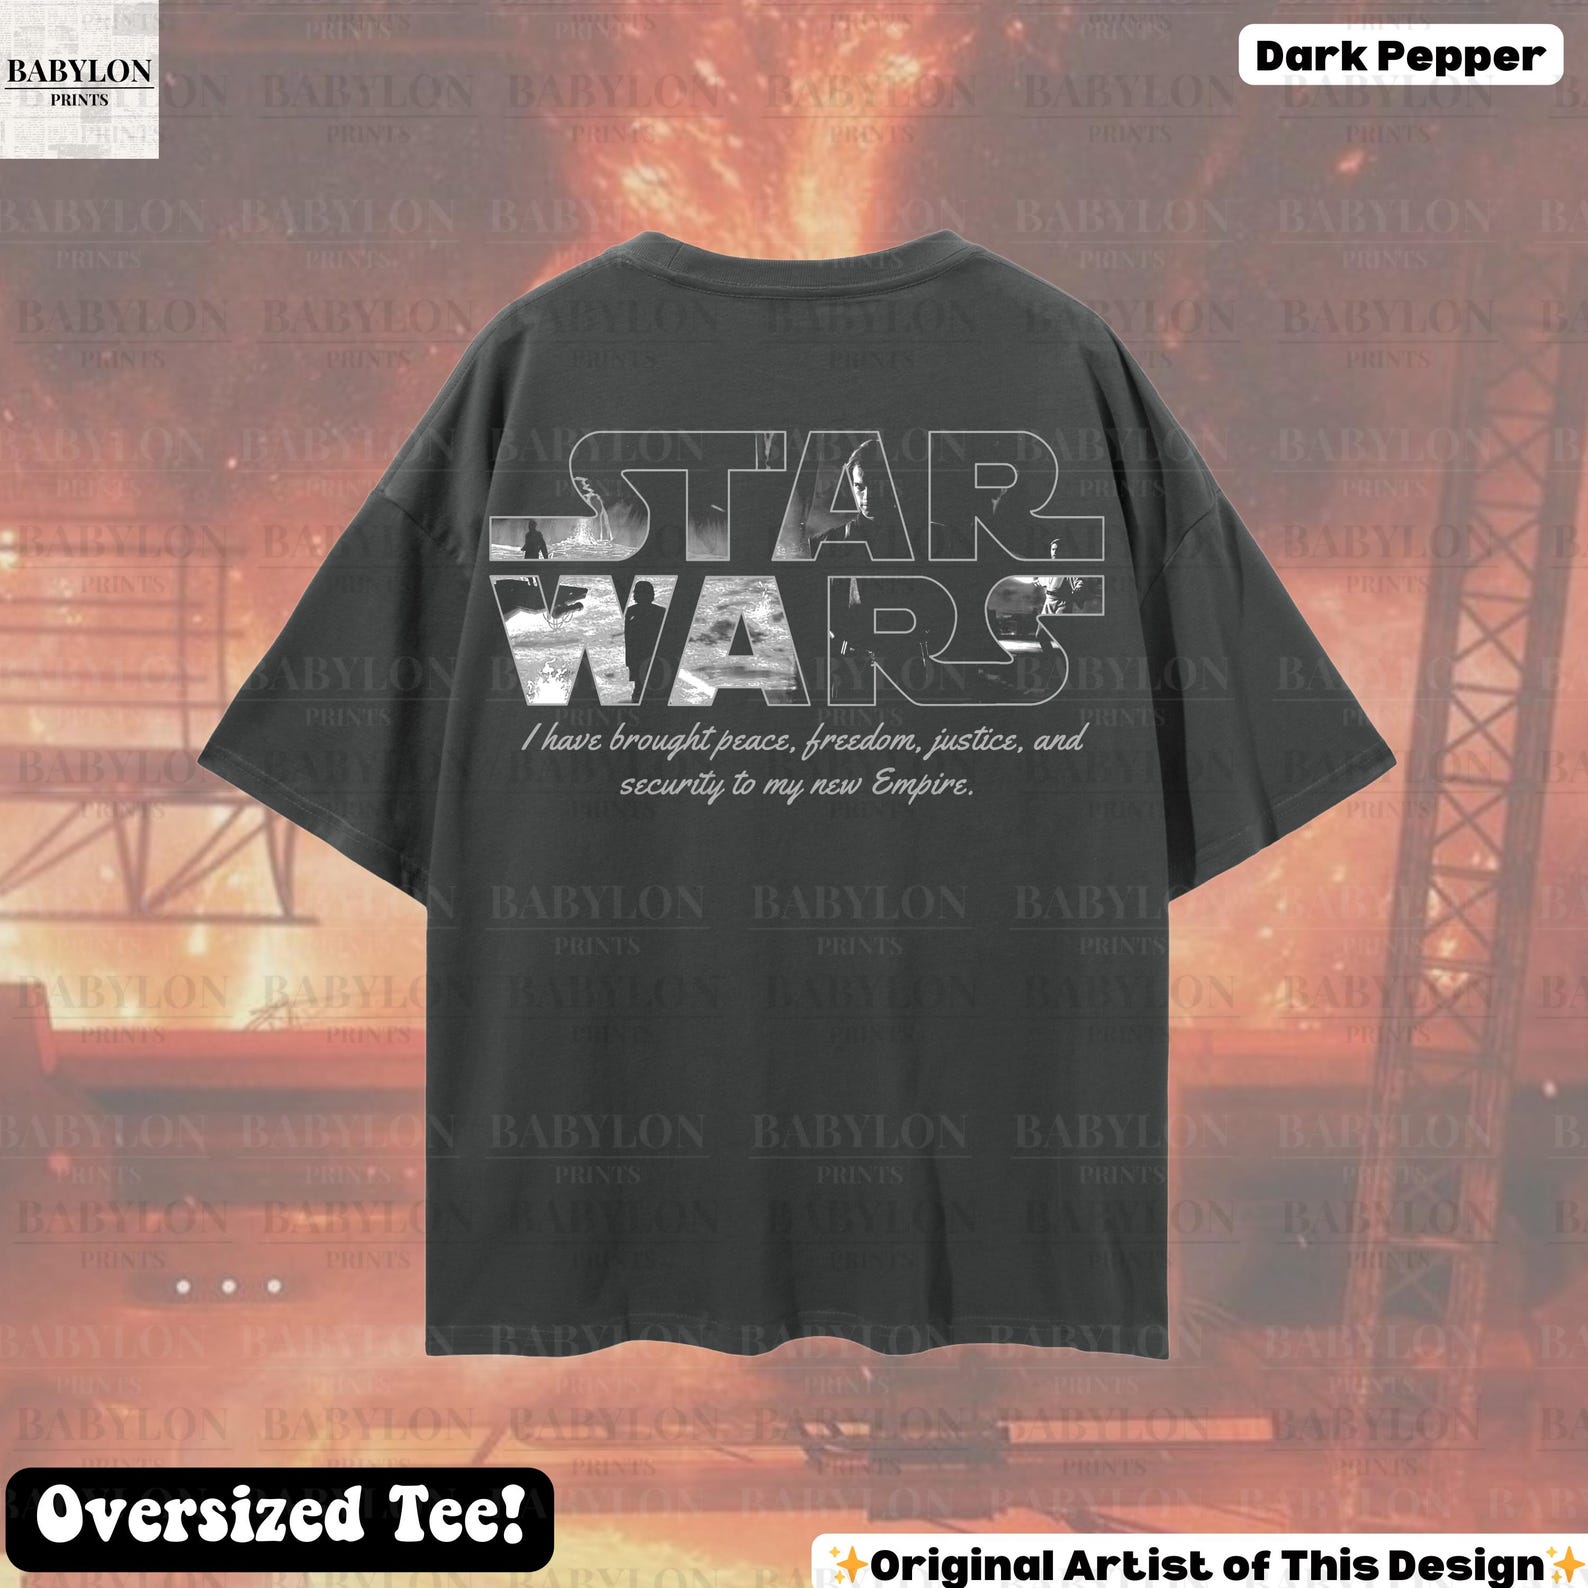 BABYLON
PRINTS
Dark Pepper
STAR
WARS
I have brought peace, freedom, justice, and
security to my new Empire.
Oversized Tee!
✨Original Artist of This Design✨